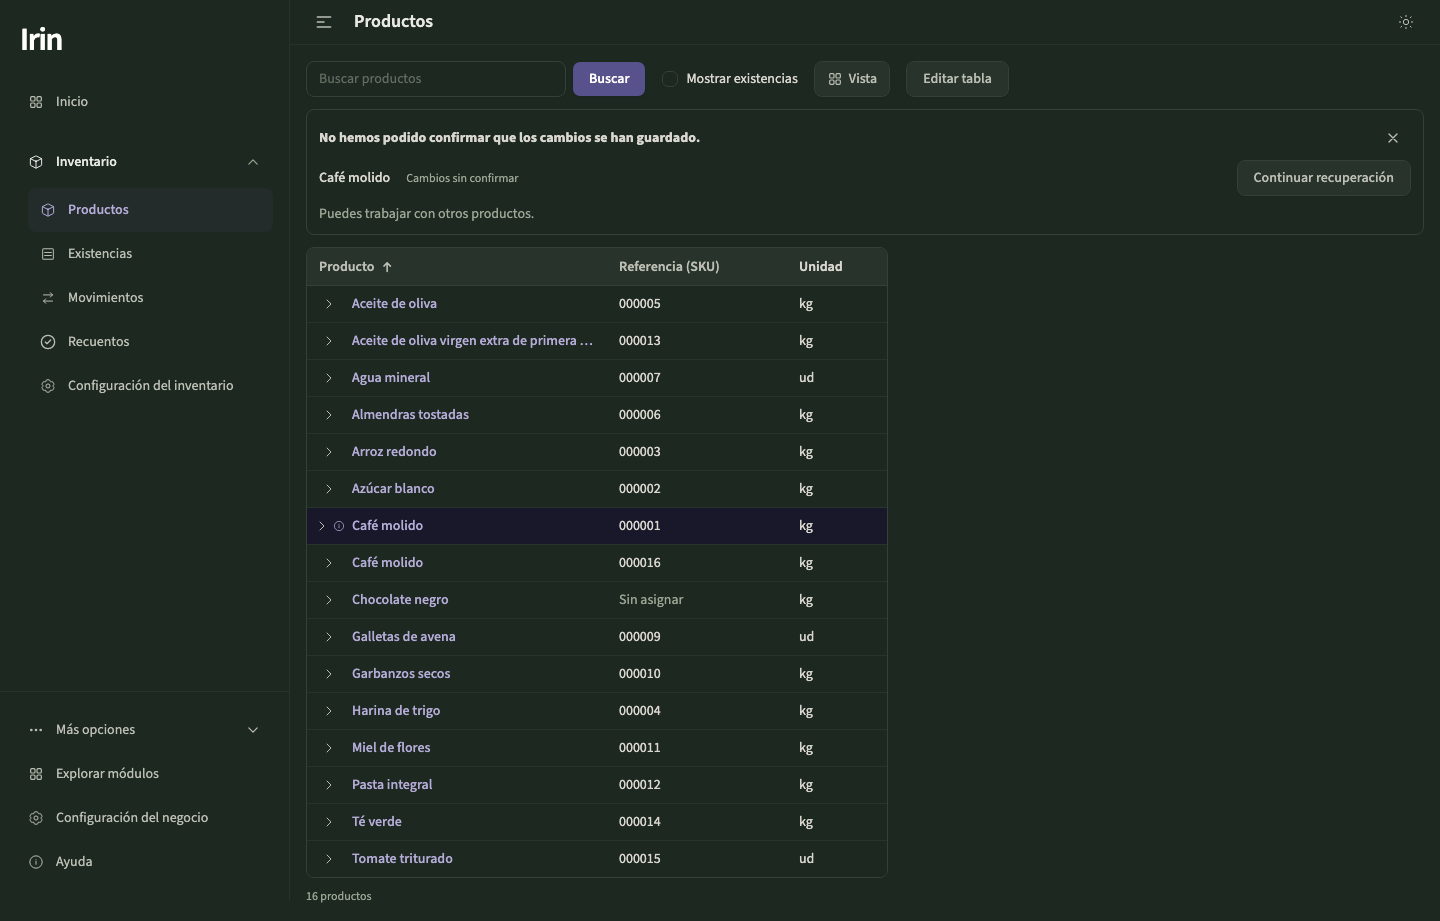 Irin
Inicio
Inventario
Productos
Existencias
Movimientos
Recuentos
Configuración del inventario
Más opciones
Explorar módulos
Configuración del negocio
Ayuda
Productos
Buscar productos
Buscar
Mostrar existencias
Vista
Editar tabla
No hemos podido confirmar que los cambios se han guardado.
Café molido Cambios sin confirmar
Continuar recuperación
Puedes trabajar con otros productos.
Producto Referencia (SKU) Unidad
Aceite de oliva 000005 kg
Aceite de oliva virgen extra de primera ... 000013 kg
Agua mineral 000007 ud
Almendras tostadas 000006 kg
Arroz redondo 000003 kg
Azúcar blanco 000002 kg
Café molido 000001 kg
Café molido 000016 kg
Chocolate negro Sin asignar kg
Galletas de avena 000009 ud
Garbanzos secos 000010 kg
Harina de trigo 000004 kg
Miel de flores 000011 kg
Pasta integral 000012 kg
Té verde 000014 kg
Tomate triturado 000015 ud
16 productos